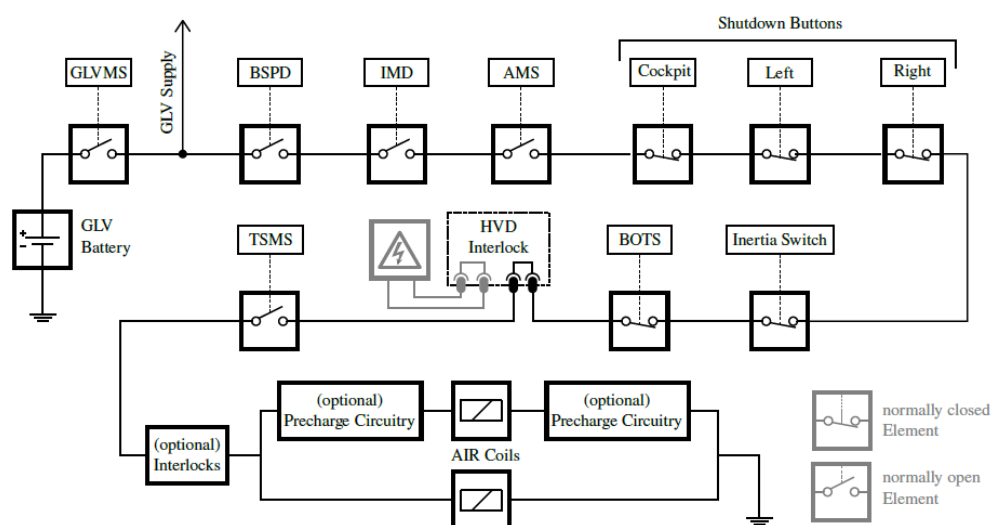 Shutdown Buttons
GLVMS
GLV Supply
BSPD
IMD
AMS
Cockpit
Left
Right
+
-
GLV
Battery
TSMS
HVD
Interlock
BOTS
Inertia Switch
(optional)
Precharge Circuitry
(optional)
Precharge Circuitry
(optional)
Interlocks
AIR Coils
normally closed
Element
normally open
Element